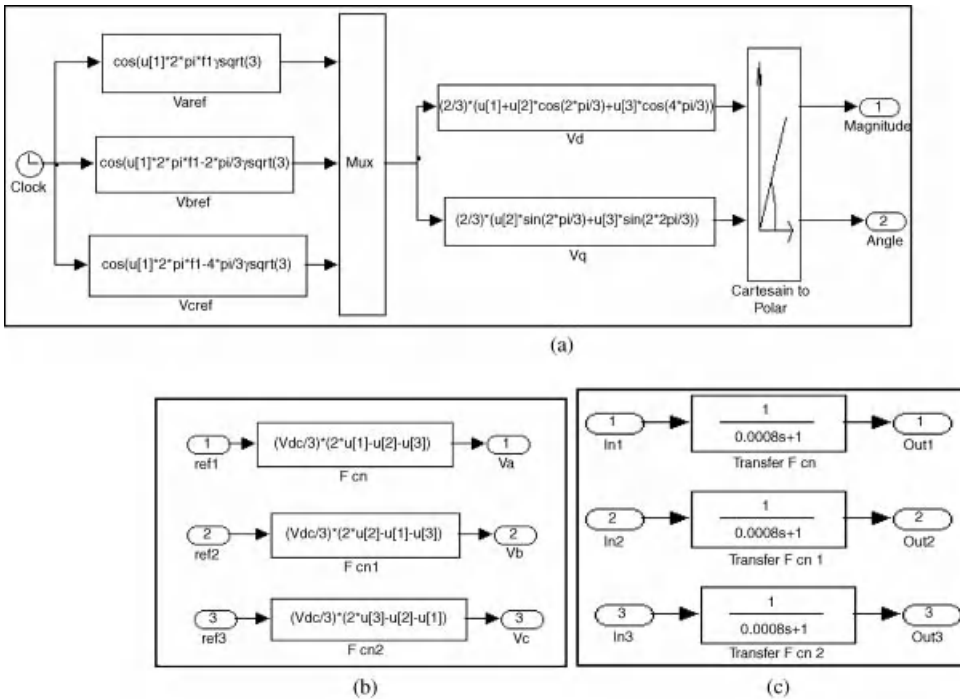 cos(u[1]*2*pi*f1γsqrt(3)
Varef
Clock
cos(u[1]*2*pi*f1-2*pi/3γsqrt(3)
Vbref
cos(u[1]*2*pi*f1-4*pi/3γsqrt(3)
Vcref
Mux
(2/3)*(u[1]+u[2]*cos(2*pi/3)+u[3]*cos(4*pi/3))
Vd
(2/3)*(u[2]*sin(2*pi/3)+u[3]*sin(2*2pi/3))
Vq
Cartesain to
Polar
1
Magnitude
2
Angle
(a)
1
ref1
(Vdc/3)*(2*u[1]-u[2]-u[3])
F cn
1
Va
2
ref2
(Vdc/3)*(2*u[2]-u[1]-u[3])
F cn1
2
Vb
3
ref3
(Vdc/3)*(2*u[3]-u[2]-u[1])
F cn2
3
Vc
(b)
1
In1
1
0.0008s+1
Transfer F cn
1
Out1
2
In2
1
0.0008s+1
Transfer F cn 1
2
Out2
3
In3
1
0.0008s+1
Transfer F cn 2
3
Out3
(c)